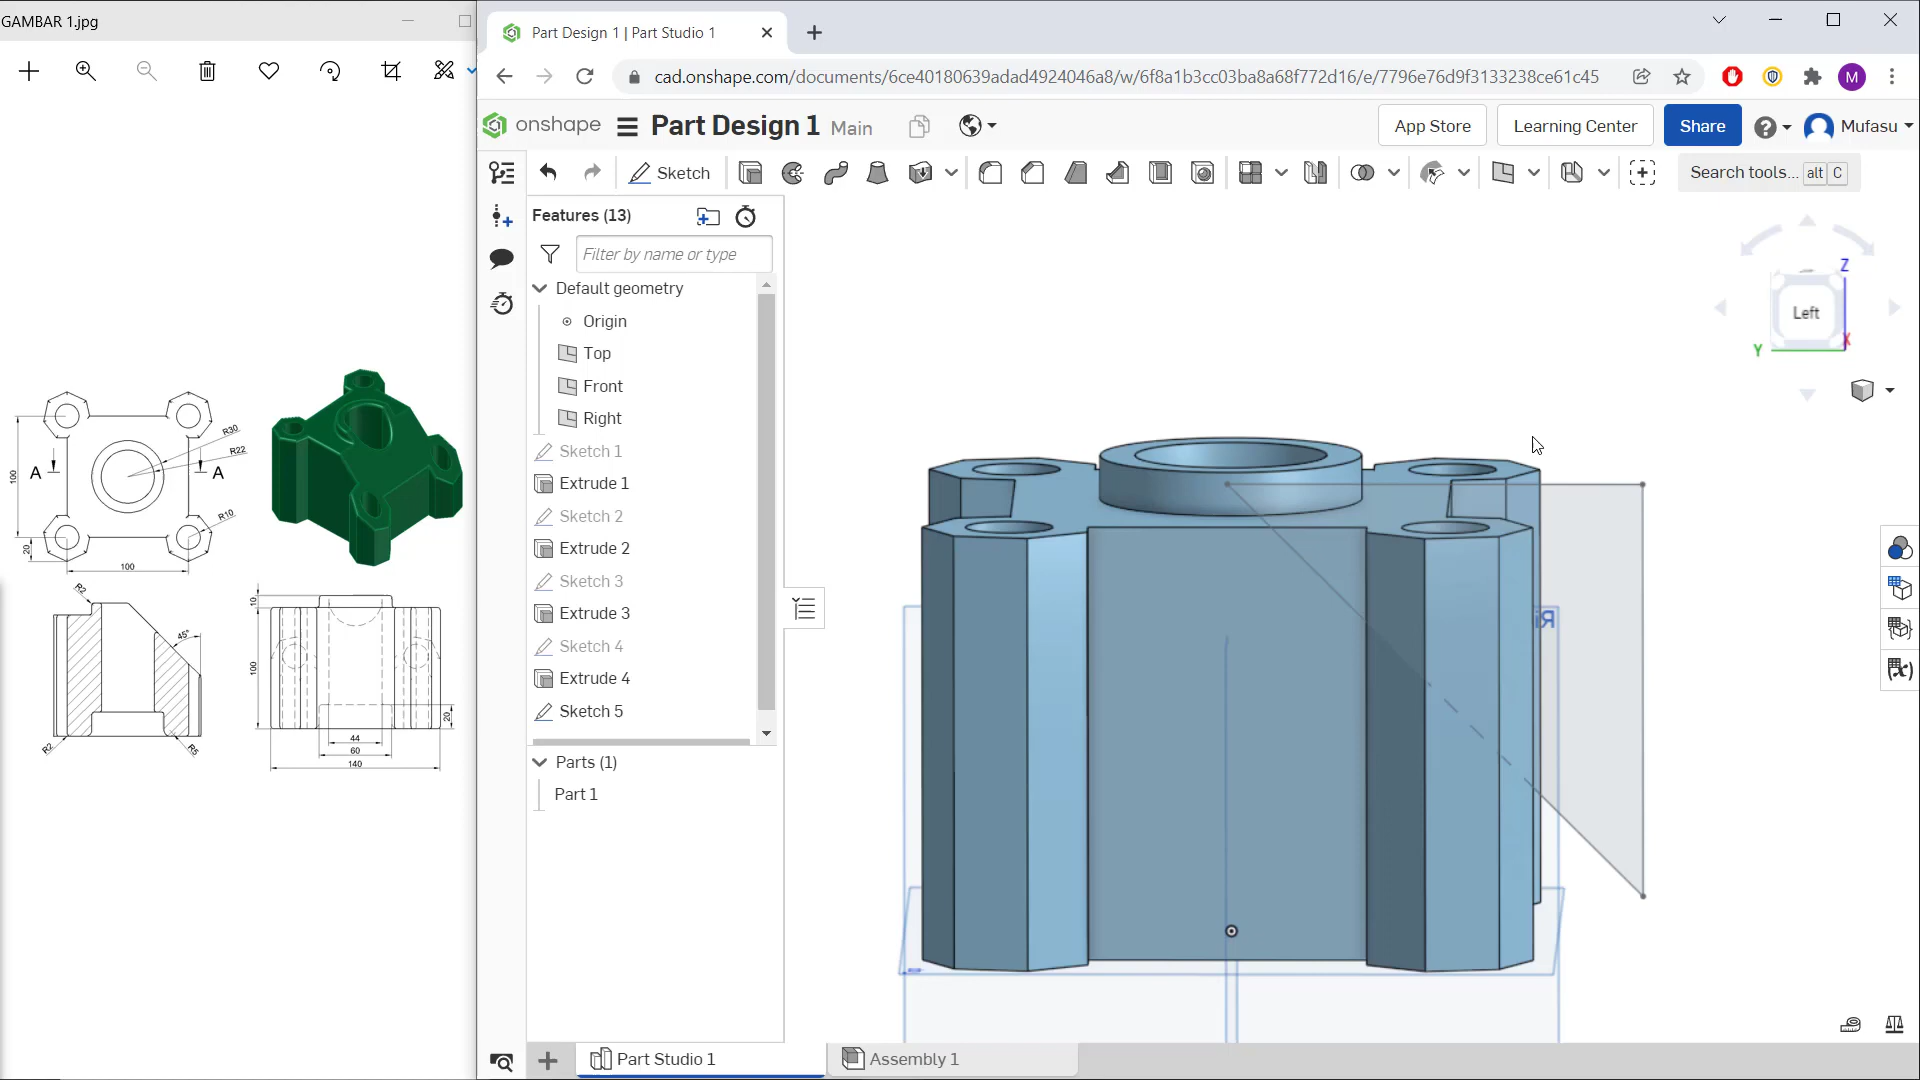 GAMBAR 1.jpg
Part Design 1 | Part Studio 1
cad.onshape.com/documents/6ce40180639adad4924046a8/w/6f8a1b3cc03ba8a68f772d16/e/7796e76d9f3133238ce61c45
M
onshape Part Design 1 Main
App Store Learning Center Share Mufasu
Sketch
Search tools... alt C
Features (13)
Filter by name or type
Default geometry
Origin
Top
Front
Right
Sketch 1
Extrude 1
Sketch 2
Extrude 2
Sketch 3
Extrude 3
Sketch 4
Extrude 4
Sketch 5
Parts (1)
Part 1
Z
Left
Y
X
Ri
R30
R22
A A
100
R10
20
100
R2
45°
R2
R5
10
100
20
44
60
140
Part Studio 1
Assembly 1